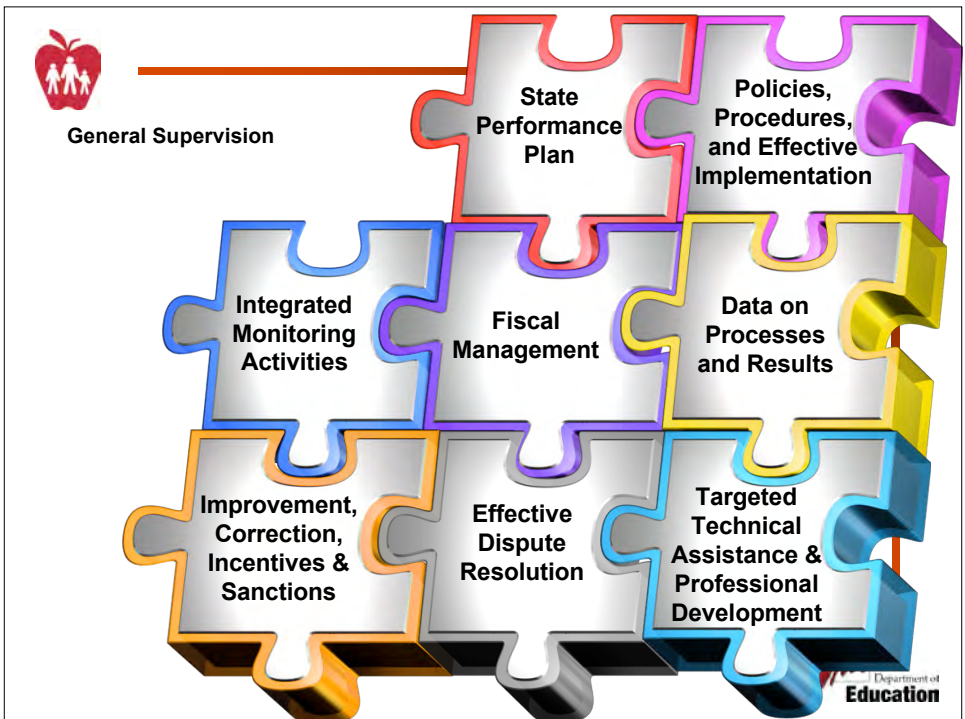 General Supervision
State
Performance
Plan
Policies,
Procedures,
and Effective
Implementation
Integrated
Monitoring
Activities
Fiscal
Management
Data on
Processes
and Results
Improvement,
Correction,
Incentives &
Sanctions
Effective
Dispute
Resolution
Targeted
Technical
Assistance &
Professional
Development
Department of
Education